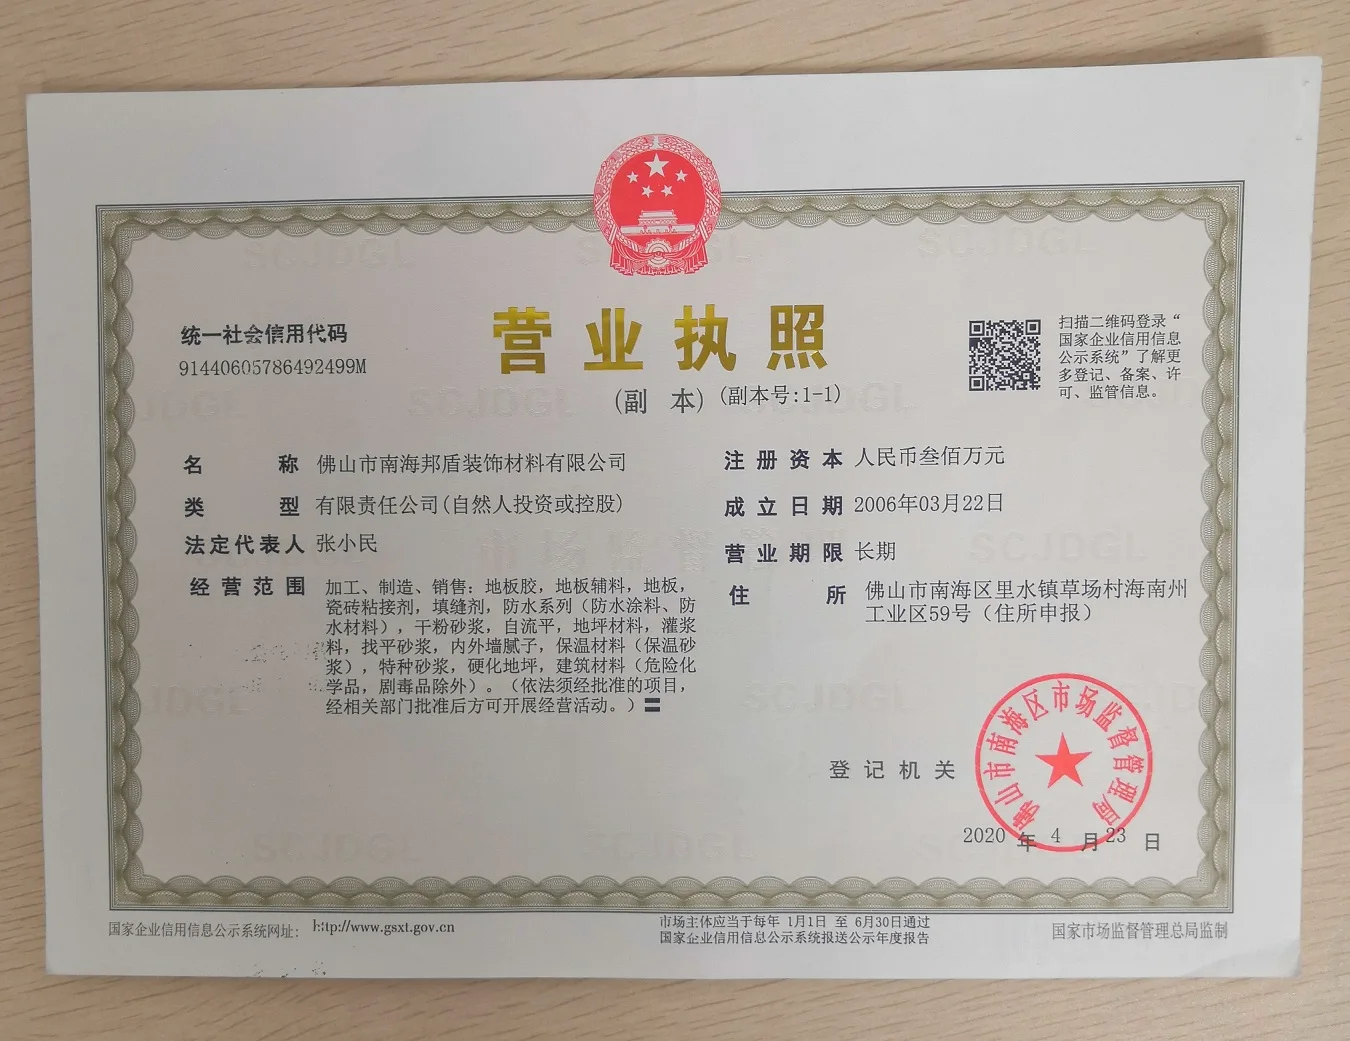 营业执照
(副 本) (副本号:1-1)
统一社会信用代码
91440605786492499M
扫描二维码登录“
国家企业信用信息
公示系统”了解更
多登记、备案、许
可、监管信息。
名 称 佛山市南海邦盾装饰材料有限公司
类 型 有限责任公司(自然人投资或控股)
法定代表人 张小民
经营范围 加工、制造、销售：地板胶，地板辅料，地板，
瓷砖粘接剂，填缝剂，防水系列（防水涂料、防
水材料），干粉砂浆，自流平，地坪材料，灌浆
料，找平砂浆，内外墙腻子，保温材料（保温砂
浆），特种砂浆，硬化地坪，建筑材料（危险化
学品，剧毒品除外）。（依法须经批准的项目，
经相关部门批准后方可开展经营活动。）〓
注册资本 人民币叁佰万元
成立日期 2006年03月22日
营业期限 长期
住 所 佛山市南海区里水镇草场村海南州
工业区59号（住所申报）
登记机关
佛山市南海区市场监督管理局
2020 年 4 月 23 日
国家企业信用信息公示系统网址： http://www.gsxt.gov.cn
市场主体应当于每年 1月1日 至 6月30日通过
国家企业信用信息公示系统报送公示年度报告
国家市场监督管理总局监制